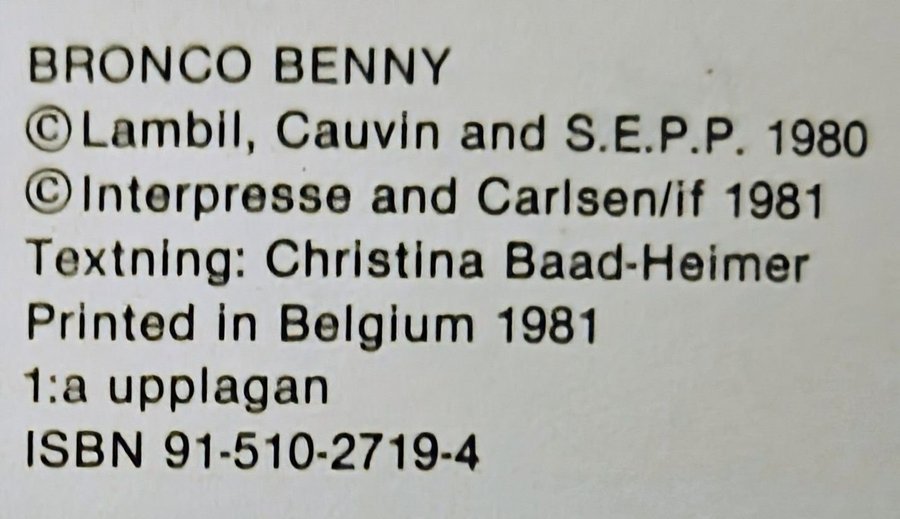 BRONCO BENNY
©Lambil, Cauvin and S.E.P.P. 1980
©Interpresse and Carlsen/if 1981
Textning: Christina Baad-Heimer
Printed in Belgium 1981
1:a upplagan
ISBN 91-510-2719-4